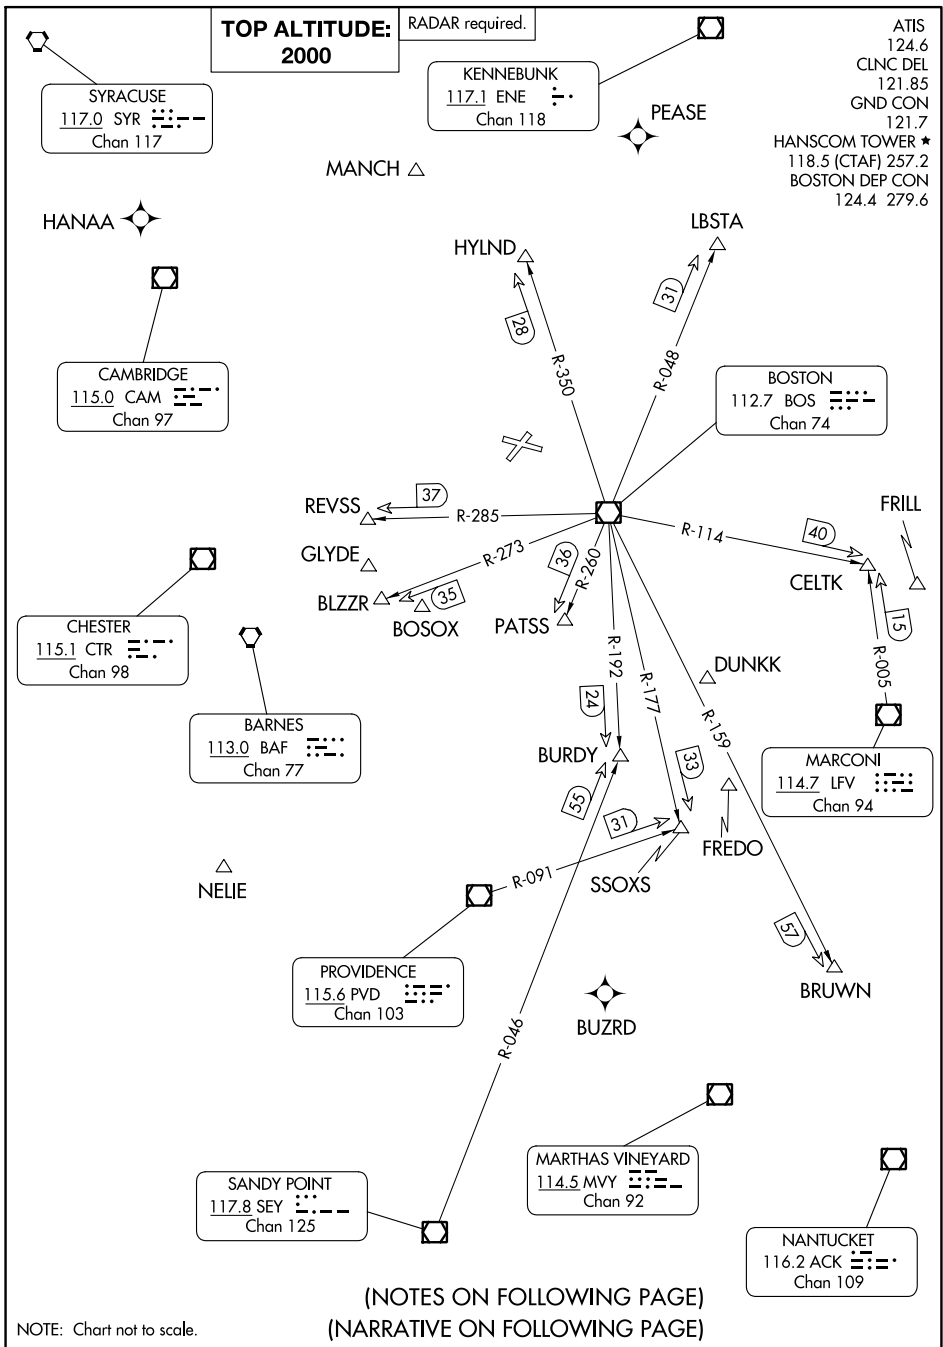 TOP ALTITUDE:
2000
RADAR required.
ATIS
124.6
CLNC DEL
121.85
GND CON
121.7
HANSCOM TOWER ★
118.5 (CTAF) 257.2
BOSTON DEP CON
124.4 279.6
SYRACUSE
117.0 SYR
Chan 117
KENNEBUNK
117.1 ENE
Chan 118
PEASE
MANCH
HANAA
HYLND
LBSTA
28
31
R-350
R-048
CAMBRIDGE
115.0 CAM
Chan 97
BOSTON
112.7 BOS
Chan 74
REVSS
37
R-285
GLYDE
R-273
BLZZR
35
BOSOX
36
R-260
PATSS
R-114
40
CELTK
FRILL
15
R-005
CHESTER
115.1 CTR
Chan 98
BARNES
113.0 BAF
Chan 77
R-192
24
BURDY
55
R-177
33
DUNKK
R-159
MARCONI
114.7 LFV
Chan 94
31
R-091
SSOXS
FREDO
NELIE
57
BRUWN
PROVIDENCE
115.6 PVD
Chan 103
R-046
BUZRD
SANDY POINT
117.8 SEY
Chan 125
MARTHAS VINEYARD
114.5 MVY
Chan 92
NANTUCKET
116.2 ACK
Chan 109
(NOTES ON FOLLOWING PAGE)
(NARRATIVE ON FOLLOWING PAGE)
NOTE: Chart not to scale.